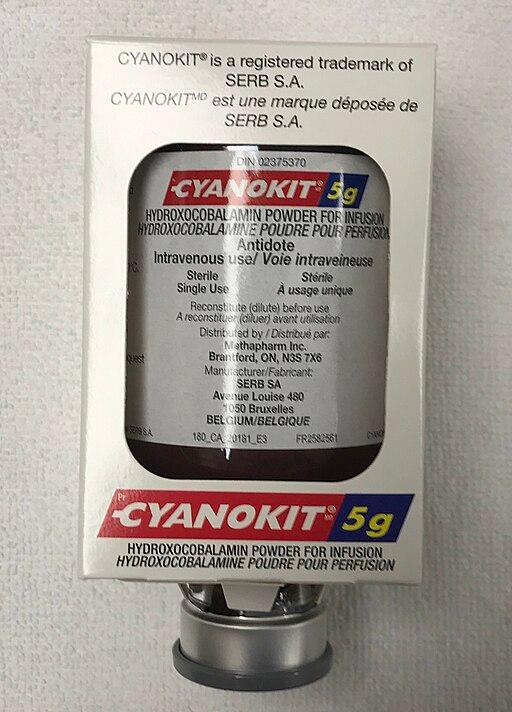 CYANOKIT® is a registered trademark of
SERB S.A.
CYANOKITMD est une marque déposée de
SERB S.A.
DIN 02375370
CYANOKIT® 5g
HYDROXOCOBALAMIN POWDER FOR INFUSION
HYDROXOCOBALAMINE POUDRE POUR PERFUSION
Antidote
Intravenous use/ Voie intraveineuse
Sterile Stérile
Single Use À usage unique
Reconstitute (dilute) before use
A reconstituer (diluer) avant utilisation
Distributed by / Distribué par:
Methapharm Inc.
Brantford, ON, N3S 7X6
Manufacturer/Fabricant:
SERB SA
Avenue Louise 480
1050 Bruxelles
BELGIUM/BELGIQUE
SERB S.A. 180_CA_20181_E3 FR2582561
Pr CYANOKIT® MD 5g
HYDROXOCOBALAMIN POWDER FOR INFUSION
HYDROXOCOBALAMINE POUDRE POUR PERFUSION